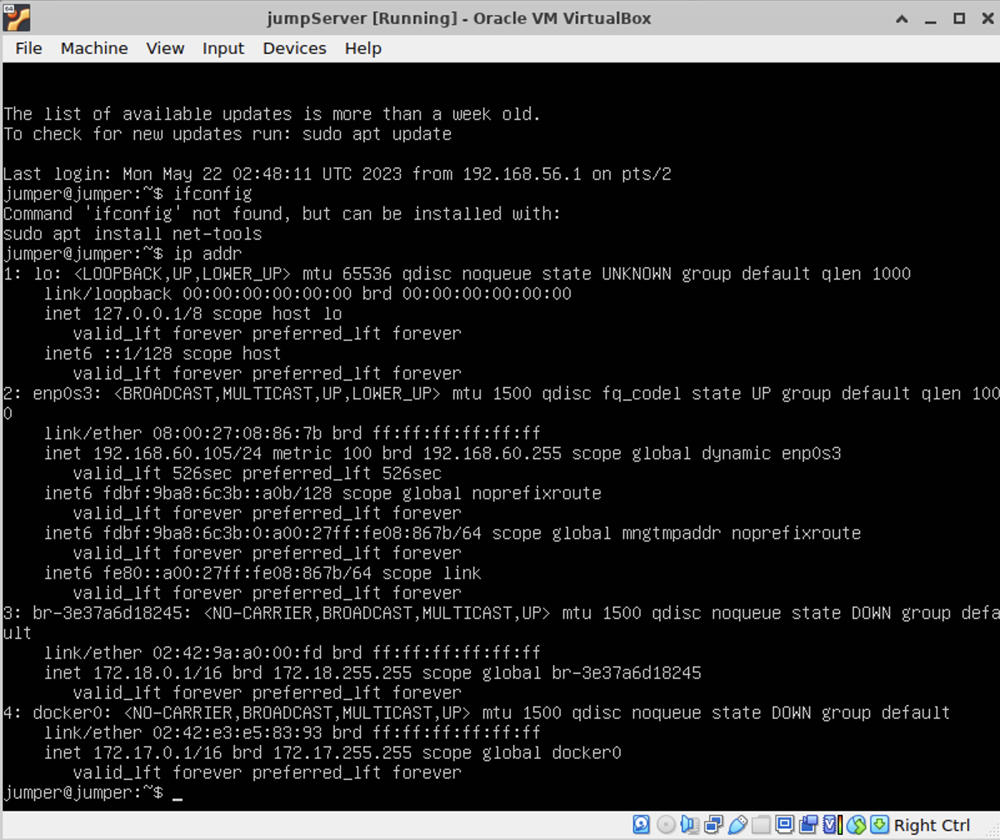 jumpServer [Running] - Oracle VM VirtualBox
File Machine View Input Devices Help
The list of available updates is more than a week old.
To check for new updates run: sudo apt update
Last login: Mon May 22 02:48:11 UTC 2023 from 192.168.56.1 on pts/2
jumper@jumper:~$ ifconfig
Command 'ifconfig' not found, but can be installed with:
sudo apt install net-tools
jumper@jumper:~$ ip addr
1: lo: <LOOPBACK,UP,LOWER_UP> mtu 65536 qdisc noqueue state UNKNOWN group default qlen 1000
    link/loopback 00:00:00:00:00:00 brd 00:00:00:00:00:00
    inet 127.0.0.1/8 scope host lo
       valid_lft forever preferred_lft forever
    inet6 ::1/128 scope host
       valid_lft forever preferred_lft forever
2: enp0s3: <BROADCAST,MULTICAST,UP,LOWER_UP> mtu 1500 qdisc fq_codel state UP group default qlen 100
0
    link/ether 08:00:27:08:86:7b brd ff:ff:ff:ff:ff:ff
    inet 192.168.60.105/24 metric 100 brd 192.168.60.255 scope global dynamic enp0s3
       valid_lft 526sec preferred_lft 526sec
    inet6 fdbf:9ba8:6c3b::a0b/128 scope global noprefixroute
       valid_lft forever preferred_lft forever
    inet6 fdbf:9ba8:6c3b:0:a00:27ff:fe08:867b/64 scope global mngtmpaddr noprefixroute
       valid_lft forever preferred_lft forever
    inet6 fe80::a00:27ff:fe08:867b/64 scope link
       valid_lft forever preferred_lft forever
3: br-3e37a6d18245: <NO-CARRIER,BROADCAST,MULTICAST,UP> mtu 1500 qdisc noqueue state DOWN group defa
ult
    link/ether 02:42:9a:a0:00:fd brd ff:ff:ff:ff:ff:ff
    inet 172.18.0.1/16 brd 172.18.255.255 scope global br-3e37a6d18245
       valid_lft forever preferred_lft forever
4: docker0: <NO-CARRIER,BROADCAST,MULTICAST,UP> mtu 1500 qdisc noqueue state DOWN group default
    link/ether 02:42:e3:e5:83:93 brd ff:ff:ff:ff:ff:ff
    inet 172.17.0.1/16 brd 172.17.255.255 scope global docker0
       valid_lft forever preferred_lft forever
jumper@jumper:~$ _
Right Ctrl